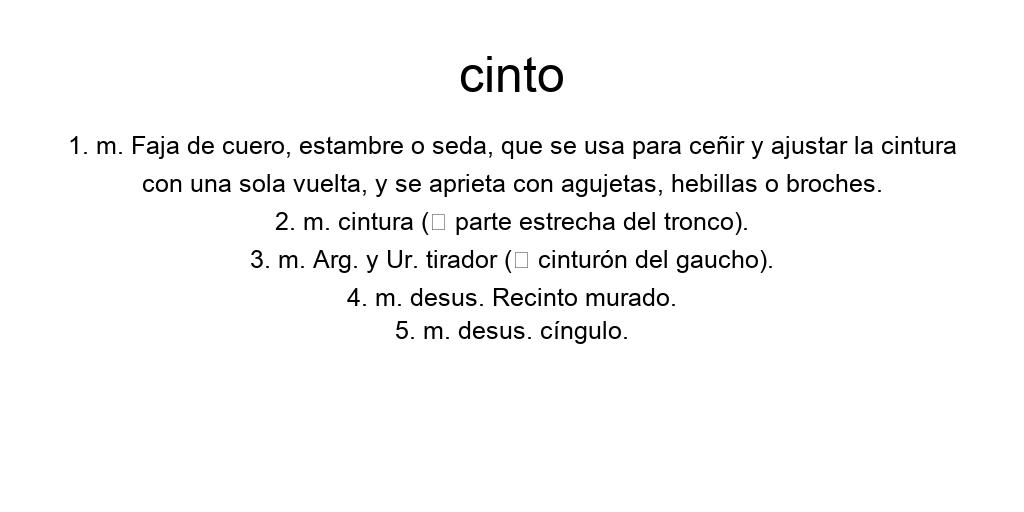 cinto
1. m. Faja de cuero, estambre o seda, que se usa para ceñir y ajustar la cintura
con una sola vuelta, y se aprieta con agujetas, hebillas o broches.
2. m. cintura (□ parte estrecha del tronco).
3. m. Arg. y Ur. tirador (□ cinturón del gaucho).
4. m. desus. Recinto murado.
5. m. desus. cíngulo.